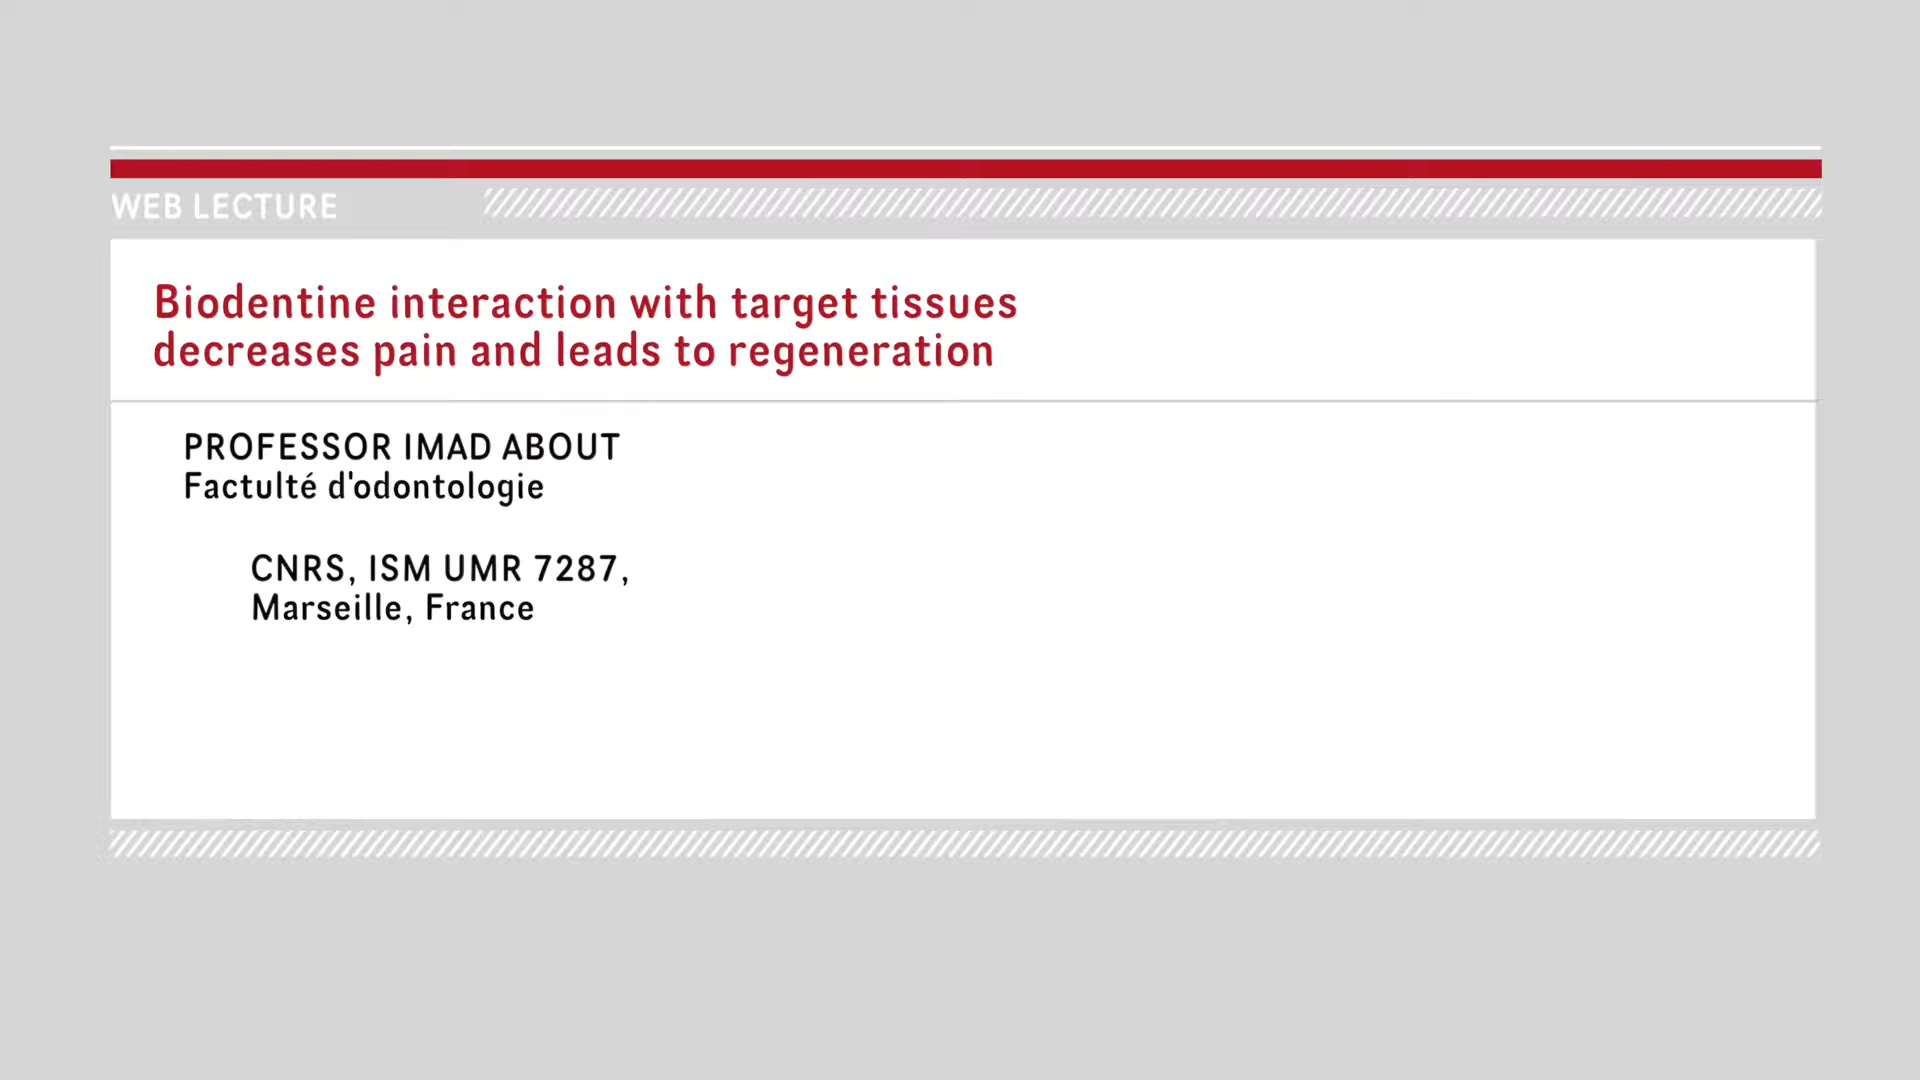 WEB LECTURE
Biodentine interaction with target tissues
decreases pain and leads to regeneration
PROFESSOR IMAD ABOUT
Factulté d'odontologie
CNRS, ISM UMR 7287,
Marseille, France